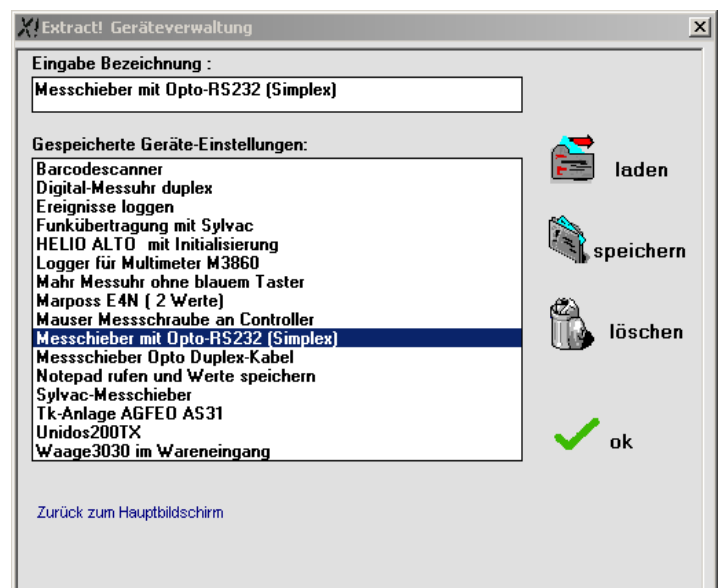 X! Extract! Geräteverwaltung
Eingabe Bezeichnung :
Messchieber mit Opto-RS232 (Simplex)
Gespeicherte Geräte-Einstellungen:
Barcodescanner
Digital-Messuhr duplex
Ereignisse loggen
Funkübertragung mit Sylvac
HELIO ALTO  mit Initialisierung
Logger für Multimeter M3860
Mahr Messuhr ohne blauem Taster
Marposs E4N ( 2 Werte)
Mauser Messschraube an Controller
Messchieber mit Opto-RS232 (Simplex)
Messschieber Opto Duplex-Kabel
Notepad rufen und Werte speichern
Sylvac-Messchieber
Tk-Anlage AGFEO AS31
Unidos200TX
Waage3030 im Wareneingang
laden
speichern
löschen
ok
Zurück zum Hauptbildschirm